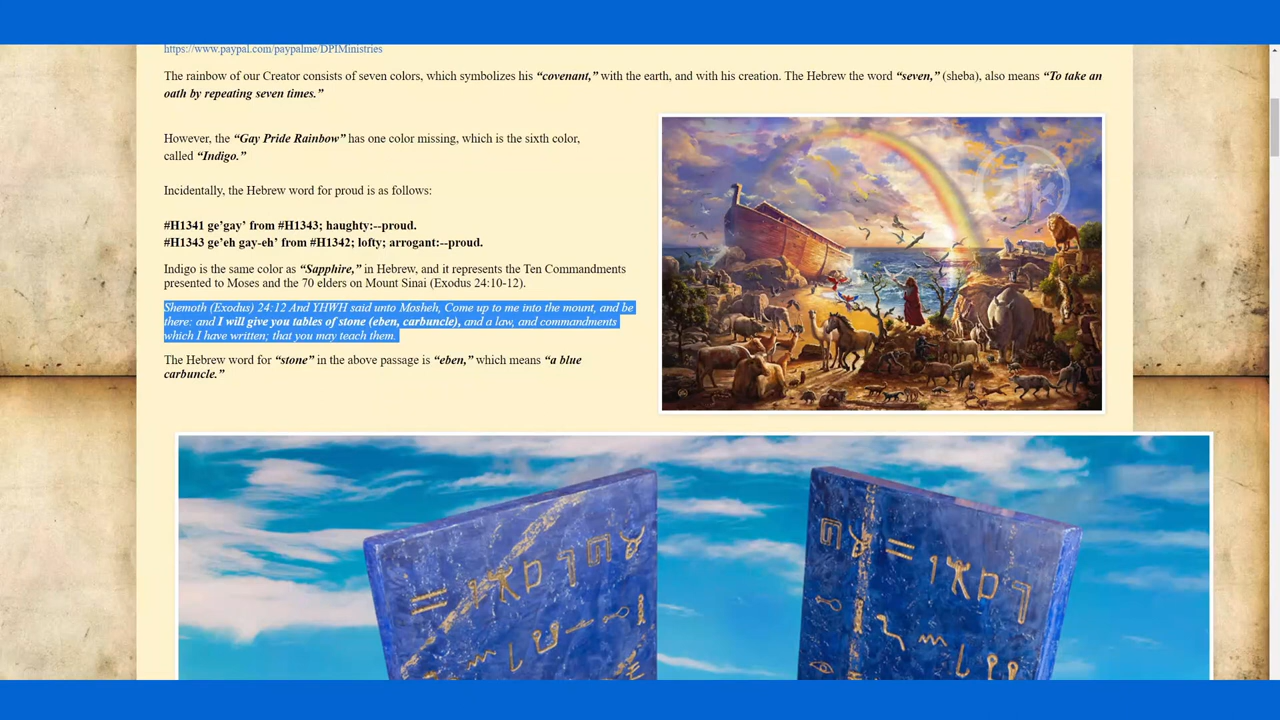 https://www.paypal.com/paypalme/DPIMinistries
The rainbow of our Creator consists of seven colors, which symbolizes his “covenant,” with the earth, and with his creation. The Hebrew the word “seven,” (sheba), also means “To take an
oath by repeating seven times.”
However, the “Gay Pride Rainbow” has one color missing, which is the sixth color,
called “Indigo.”
Incidentally, the Hebrew word for proud is as follows:
#H1341 ge’gay’ from #H1343; haughty:--proud.
#H1343 ge’eh gay-eh’ from #H1342; lofty; arrogant:--proud.
Indigo is the same color as “Sapphire,” in Hebrew, and it represents the Ten Commandments
presented to Moses and the 70 elders on Mount Sinai (Exodus 24:10-12).
Shemoth (Exodus) 24:12 And YHWH said unto Mosheh, Come up to me into the mount, and be
there: and I will give you tables of stone (eben, carbuncle), and a law, and commandments
which I have written; that you may teach them.
The Hebrew word for “stone” in the above passage is “eben,” which means “a blue
carbuncle.”